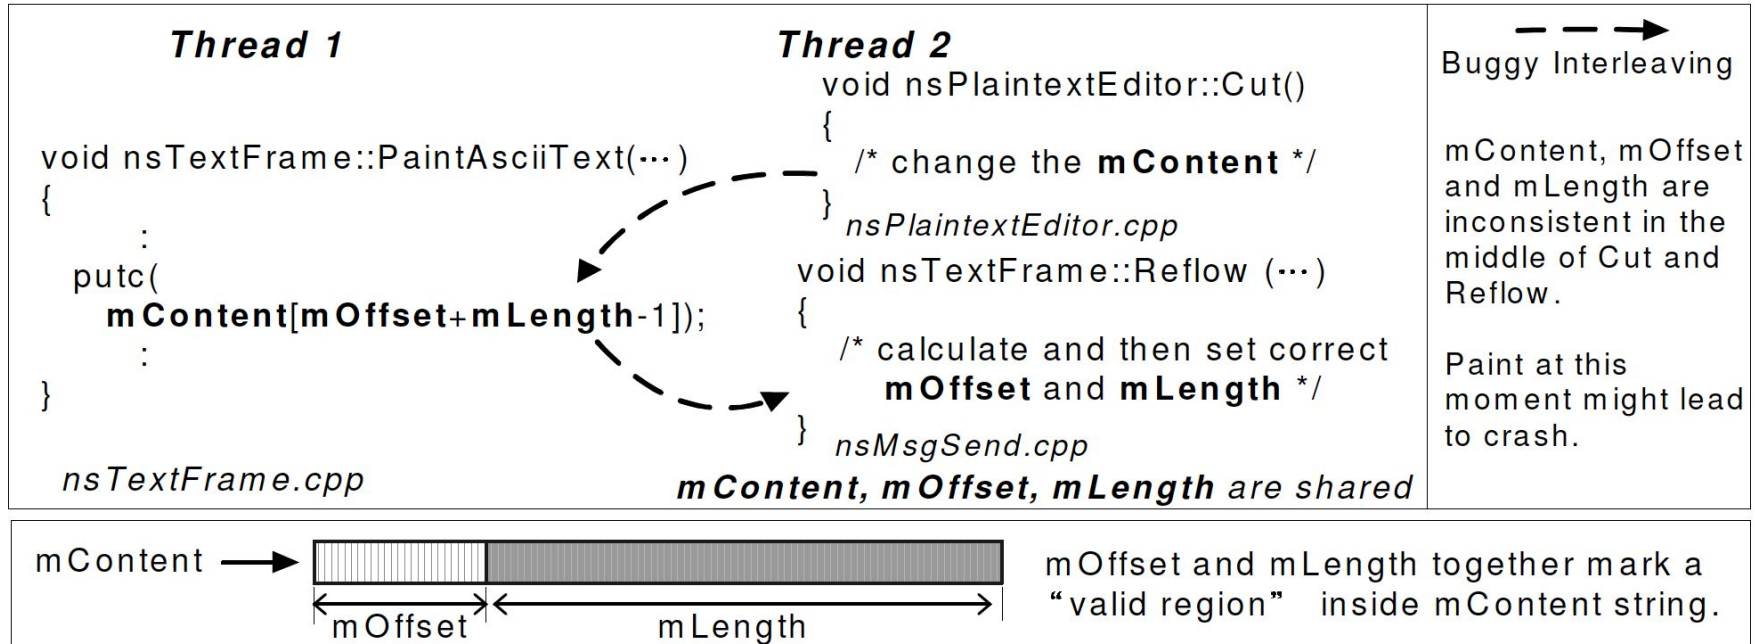 Thread 1
void nsTextFrame::PaintAsciiText(···)
{
:
putc(
mContent[mOffset+mLength-1]);
:
}
nsTextFrame.cpp
Thread 2
void nsPlaintextEditor::Cut()
{
/* change the mContent */
}
nsPlaintextEditor.cpp
void nsTextFrame::Reflow (···)
{
/* calculate and then set correct
mOffset and mLength */
}
nsMsgSend.cpp
mContent, mOffset, mLength are shared
Buggy Interleaving
mContent, mOffset
and mLength are
inconsistent in the
middle of Cut and
Reflow.
Paint at this
moment might lead
to crash.
mContent
mOffset
mLength
mOffset and mLength together mark a
“valid region” inside mContent string.